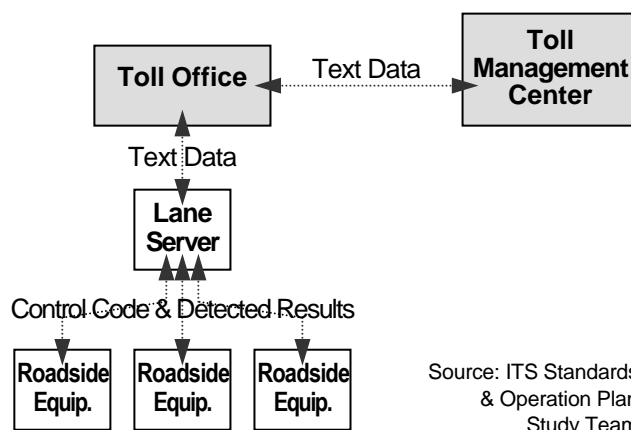 Toll Office
Text Data
Toll
Management
Center
Text Data
Lane
Server
Control Code & Detected Results
Roadside
Equip.
Roadside
Equip.
Roadside
Equip.
Source: ITS Standards
& Operation Plan
Study Team